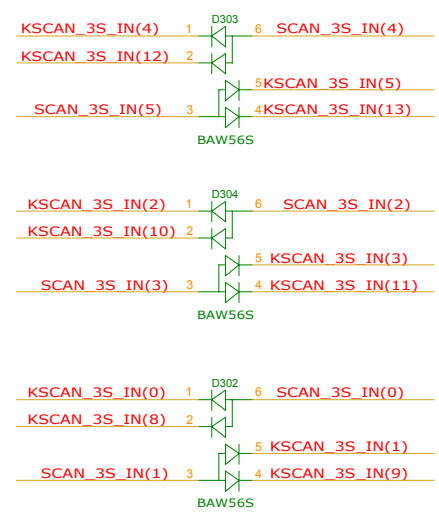 D303
KSCAN_3S_IN(4) 1 6 SCAN_3S_IN(4)
KSCAN_3S_IN(12) 2
5 KSCAN_3S_IN(5)
SCAN_3S_IN(5) 3 4 KSCAN_3S_IN(13)
BAW56S
D304
KSCAN_3S_IN(2) 1 6 SCAN_3S_IN(2)
KSCAN_3S_IN(10) 2
5 KSCAN_3S_IN(3)
SCAN_3S_IN(3) 3 4 KSCAN_3S_IN(11)
BAW56S
D302
KSCAN_3S_IN(0) 1 6 SCAN_3S_IN(0)
KSCAN_3S_IN(8) 2
5 KSCAN_3S_IN(1)
SCAN_3S_IN(1) 3 4 KSCAN_3S_IN(9)
BAW56S